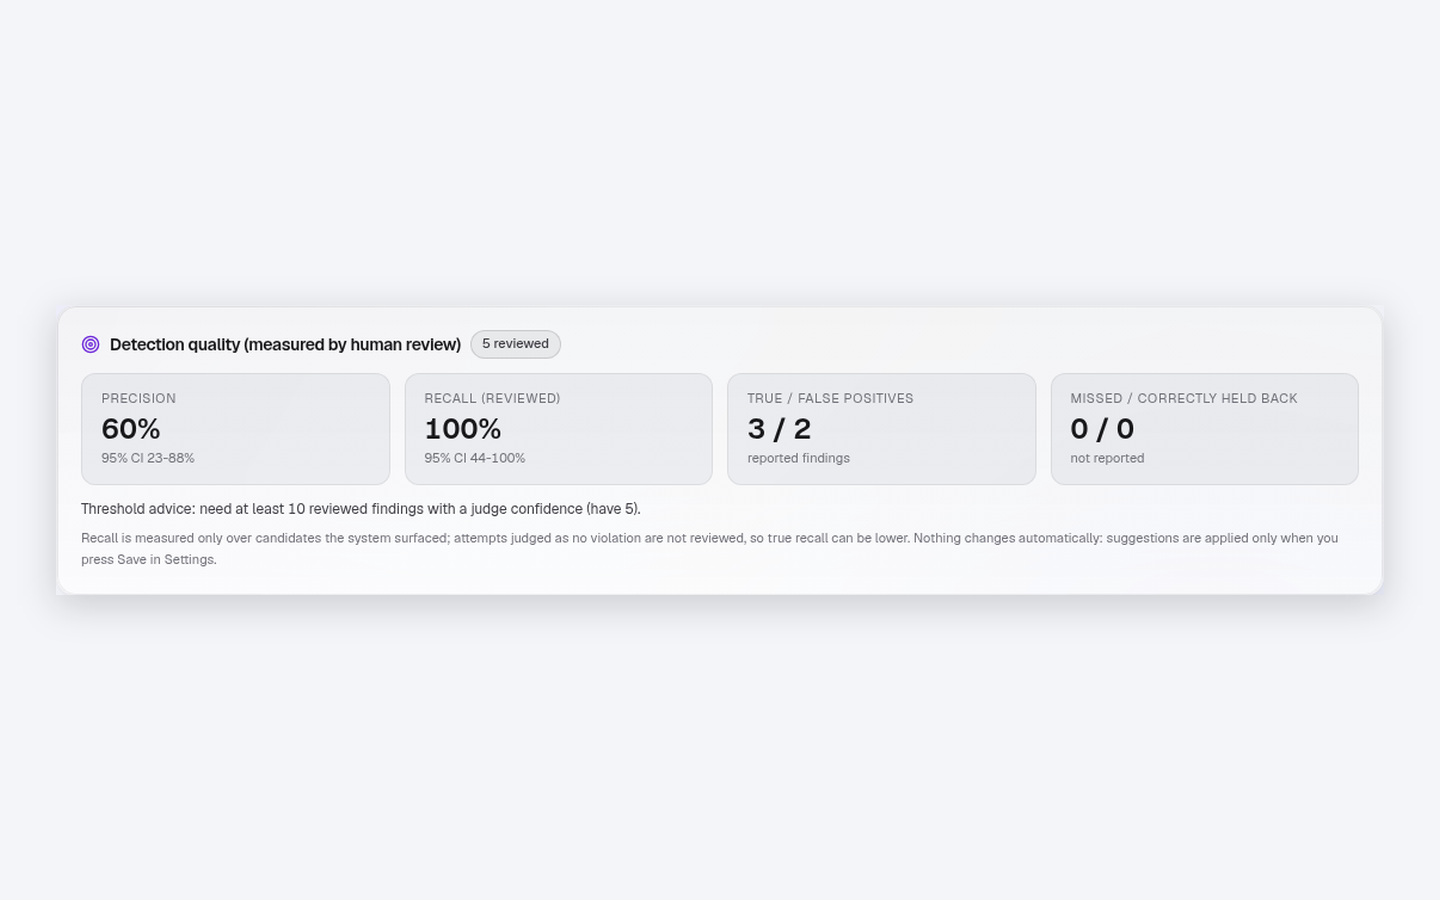 Detection quality (measured by human review) 5 reviewed
PRECISION
60%
95% CI 23-88%
RECALL (REVIEWED)
100%
95% CI 44-100%
TRUE / FALSE POSITIVES
3 / 2
reported findings
MISSED / CORRECTLY HELD BACK
0 / 0
not reported
Threshold advice: need at least 10 reviewed findings with a judge confidence (have 5).
Recall is measured only over candidates the system surfaced; attempts judged as no violation are not reviewed, so true recall can be lower. Nothing changes automatically: suggestions are applied only when you
press Save in Settings.